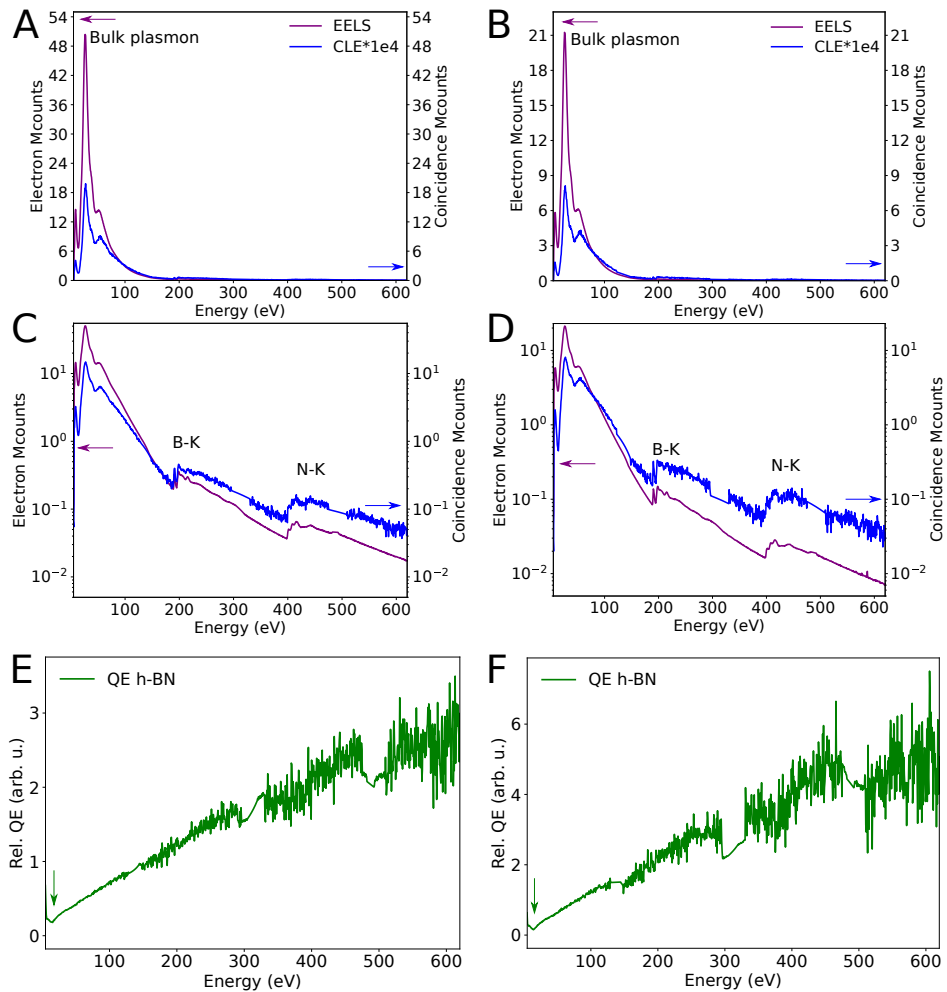 A
54
48
42
36
30
24
18
12
6
0
Electron Mcounts
Bulk plasmon
EELS
CLE*1e4
54
48
42
36
30
24
18
12
6
0
Coincidence Mcounts
100 200 300 400 500 600
Energy (eV)
B
21
18
15
12
9
6
3
0
Electron Mcounts
Bulk plasmon
EELS
CLE*1e4
21
18
15
12
9
6
3
0
Coincidence Mcounts
100 200 300 400 500 600
Energy (eV)
C
10^1
10^0
10^−1
10^−2
Electron Mcounts
B-K
N-K
10^1
10^0
10^−1
10^−2
Coincidence Mcounts
100 200 300 400 500 600
Energy (eV)
D
10^1
10^0
10^−1
10^−2
Electron Mcounts
B-K
N-K
10^1
10^0
10^−1
10^−2
Coincidence Mcounts
100 200 300 400 500 600
Energy (eV)
E
3
2
1
0
Rel. QE (arb. u.)
QE h-BN
100 200 300 400 500 600
Energy (eV)
F
6
4
2
0
Rel. QE (arb. u.)
QE h-BN
100 200 300 400 500 600
Energy (eV)